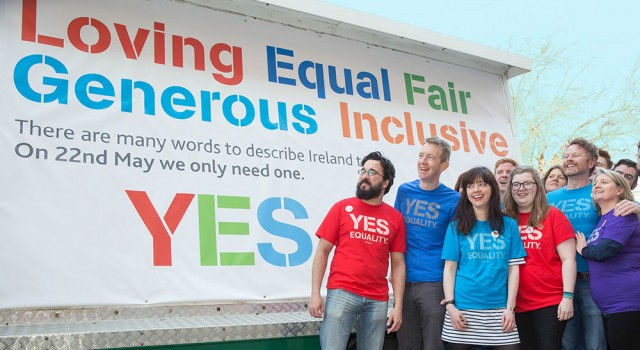 Loving Equal Fair
Generous Inclusive
There are many words to describe Ireland
On 22nd May we only need one.
YES
YES
EQUALITY.
YES
EQUALITY
YES
EQUALITY
YES
YES